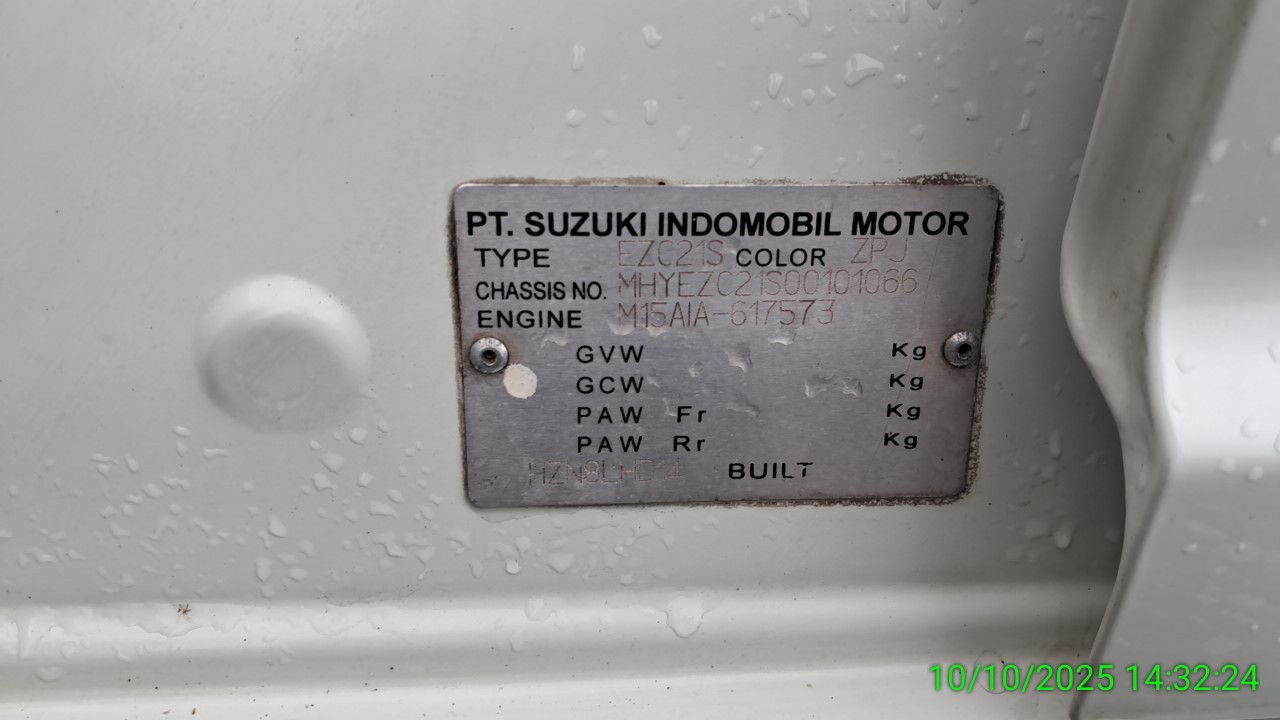 PT. SUZUKI INDOMOBIL MOTOR
TYPE EZC21S COLOR ZPJ
CHASSIS NO. MHYEZC21S00101066
ENGINE M15AIA-617573
GVW Kg
GCW Kg
PAW Fr Kg
PAW Rr Kg
BUILT
10/10/2025 14:32:24